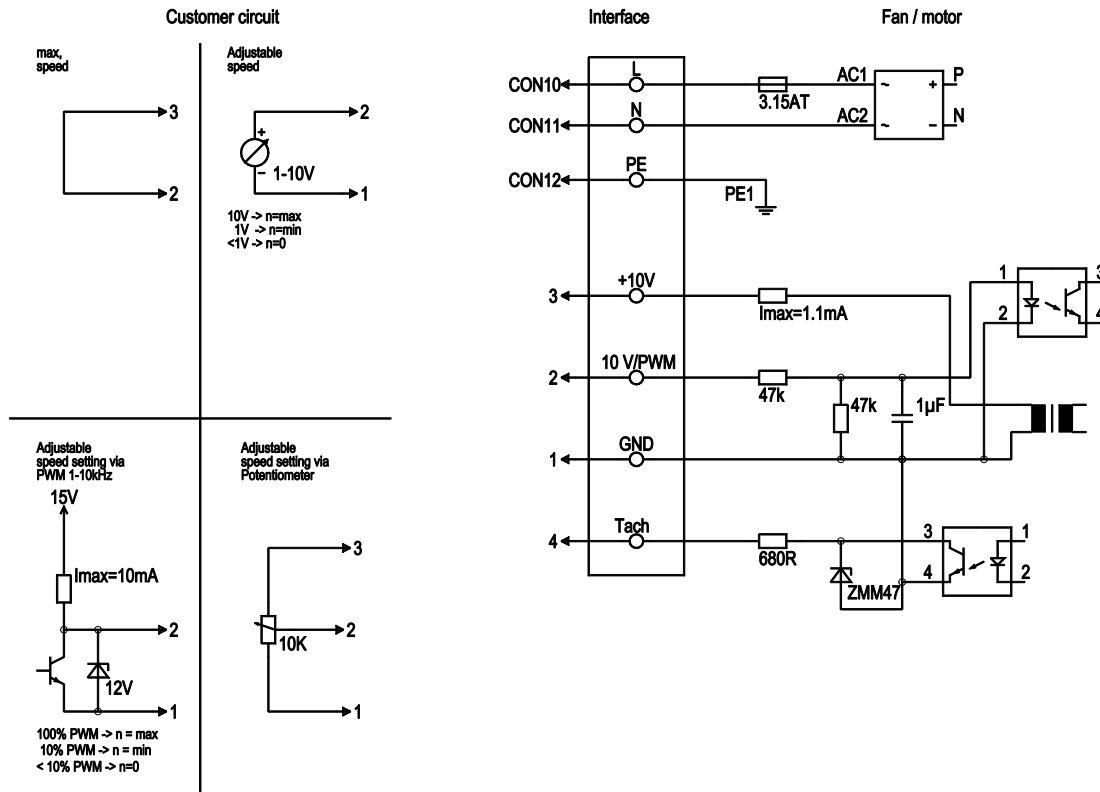 Customer circuit
Interface
Fan / motor
max,
speed
3
2
Adjustable
speed
2
+
–
1-10V
1
10V -> n=max
1V -> n=min
<1V -> n=0
Adjustable
speed setting via
PWM 1-10kHz
15V
Imax=10mA
2
12V
1
100% PWM -> n = max
10% PWM -> n = min
< 10% PWM -> n=0
Adjustable
speed setting via
Potentiometer
3
2
10K
1
CON10
L
3.15AT
AC1
~
+
P
CON11
N
AC2
~
–
N
CON12
PE
PE1
3
+10V
Imax=1.1mA
1
2
3
4
2
10 V/PWM
47k
47k
1µF
1
GND
4
Tach
680R
ZMM47
3
4
1
2